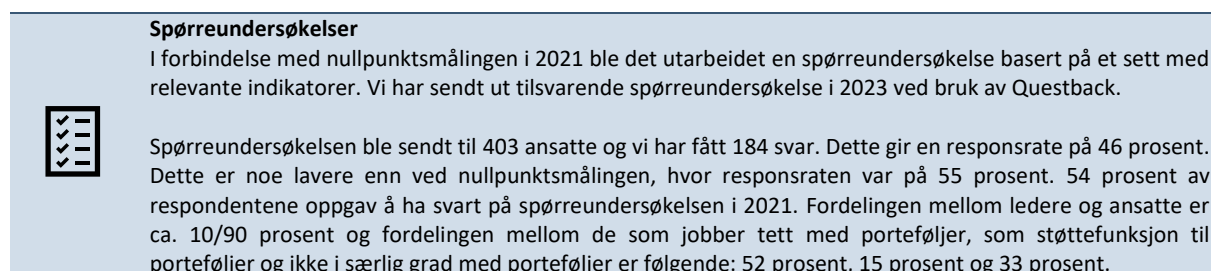 Spørreundersøkelser
I forbindelse med nullpunktsmålingen i 2021 ble det utarbeidet en spørreundersøkelse basert på et sett med
relevante indikatorer. Vi har sendt ut tilsvarende spørreundersøkelse i 2023 ved bruk av Questback.
Spørreundersøkelsen ble sendt til 403 ansatte og vi har fått 184 svar. Dette gir en responsrate på 46 prosent.
Dette er noe lavere enn ved nullpunktsmålingen, hvor responsraten var på 55 prosent. 54 prosent av
respondentene oppgav å ha svart på spørreundersøkelsen i 2021. Fordelingen mellom ledere og ansatte er
ca. 10/90 prosent og fordelingen mellom de som jobber tett med porteføljer, som støttefunksjon til
porteføljer og ikke i særlig grad med porteføljer er følgende: 52 prosent, 15 prosent og 33 prosent.